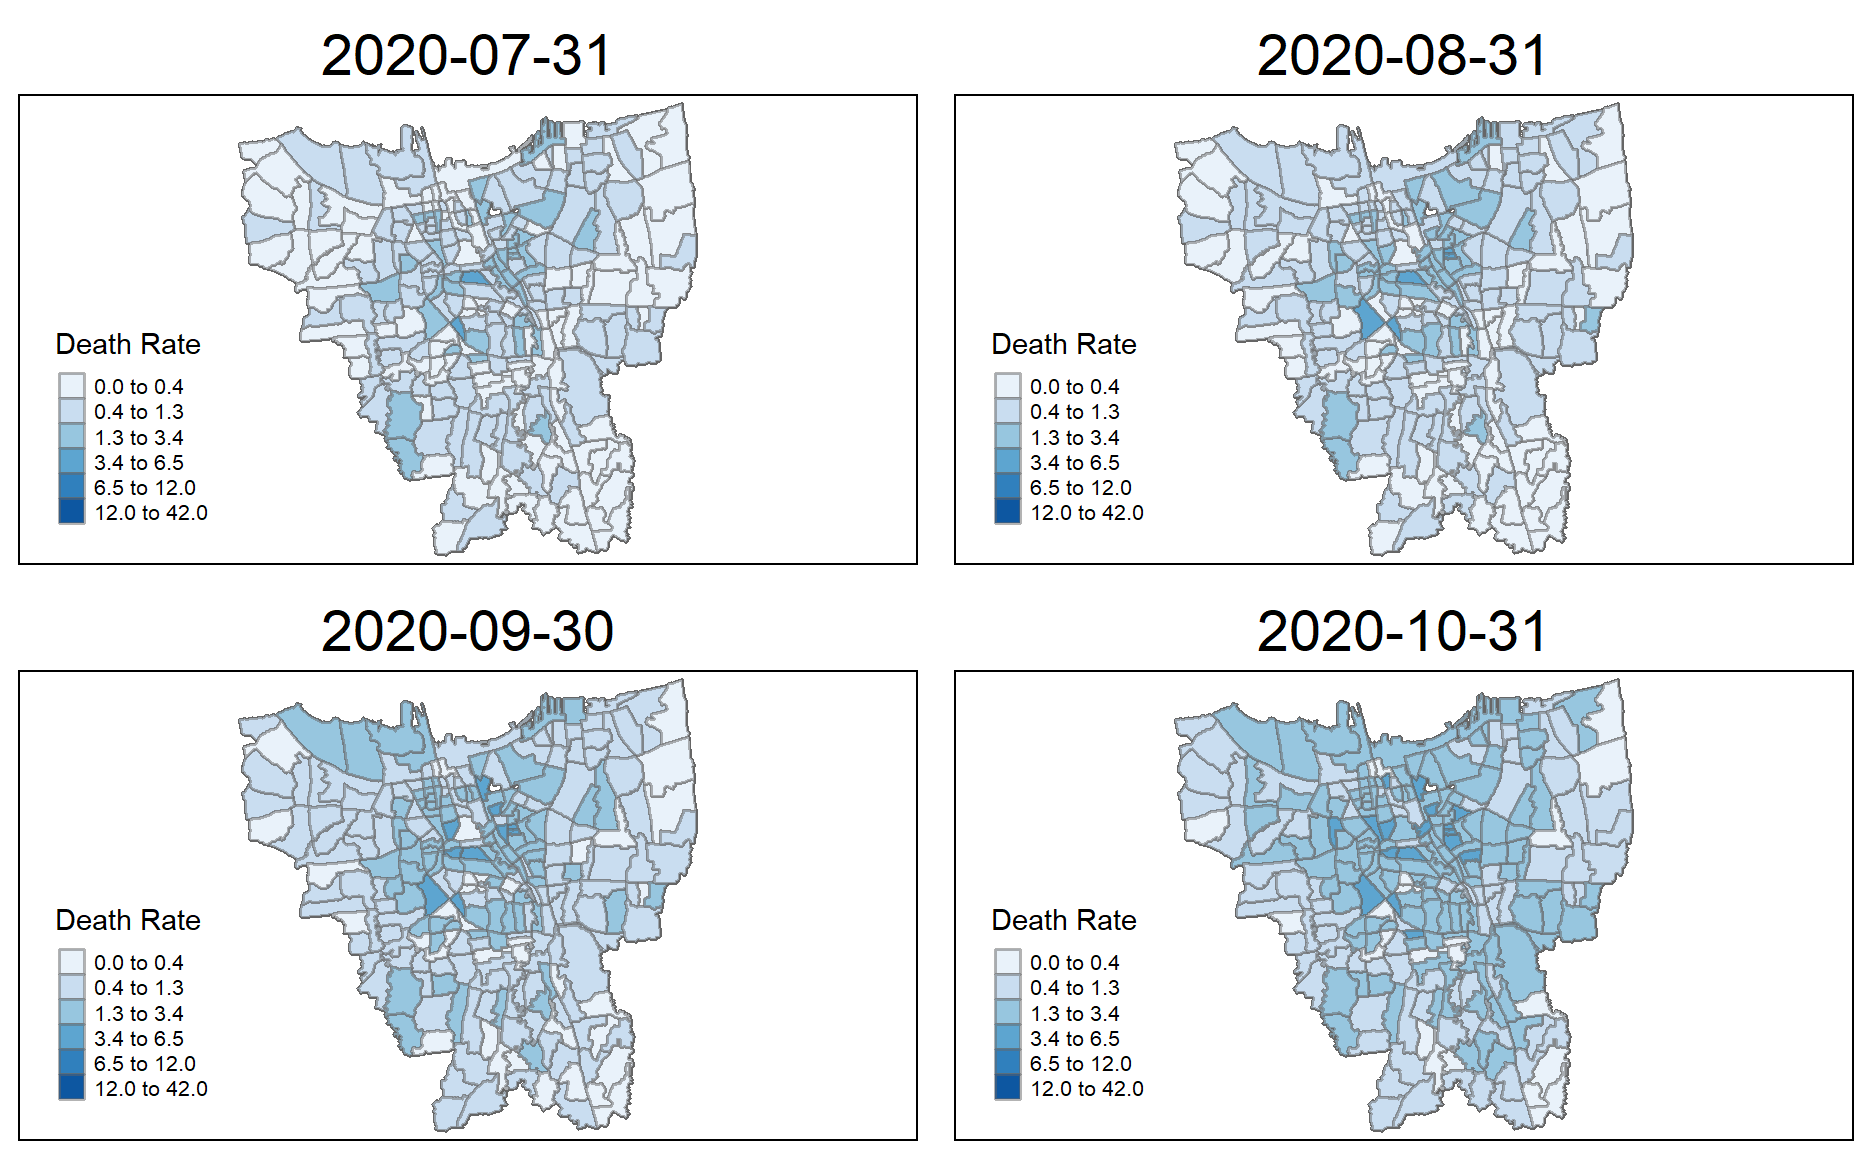 2020-07-31
Death Rate
0.0 to 0.4
0.4 to 1.3
1.3 to 3.4
3.4 to 6.5
6.5 to 12.0
12.0 to 42.0
2020-08-31
Death Rate
0.0 to 0.4
0.4 to 1.3
1.3 to 3.4
3.4 to 6.5
6.5 to 12.0
12.0 to 42.0
2020-09-30
Death Rate
0.0 to 0.4
0.4 to 1.3
1.3 to 3.4
3.4 to 6.5
6.5 to 12.0
12.0 to 42.0
2020-10-31
Death Rate
0.0 to 0.4
0.4 to 1.3
1.3 to 3.4
3.4 to 6.5
6.5 to 12.0
12.0 to 42.0